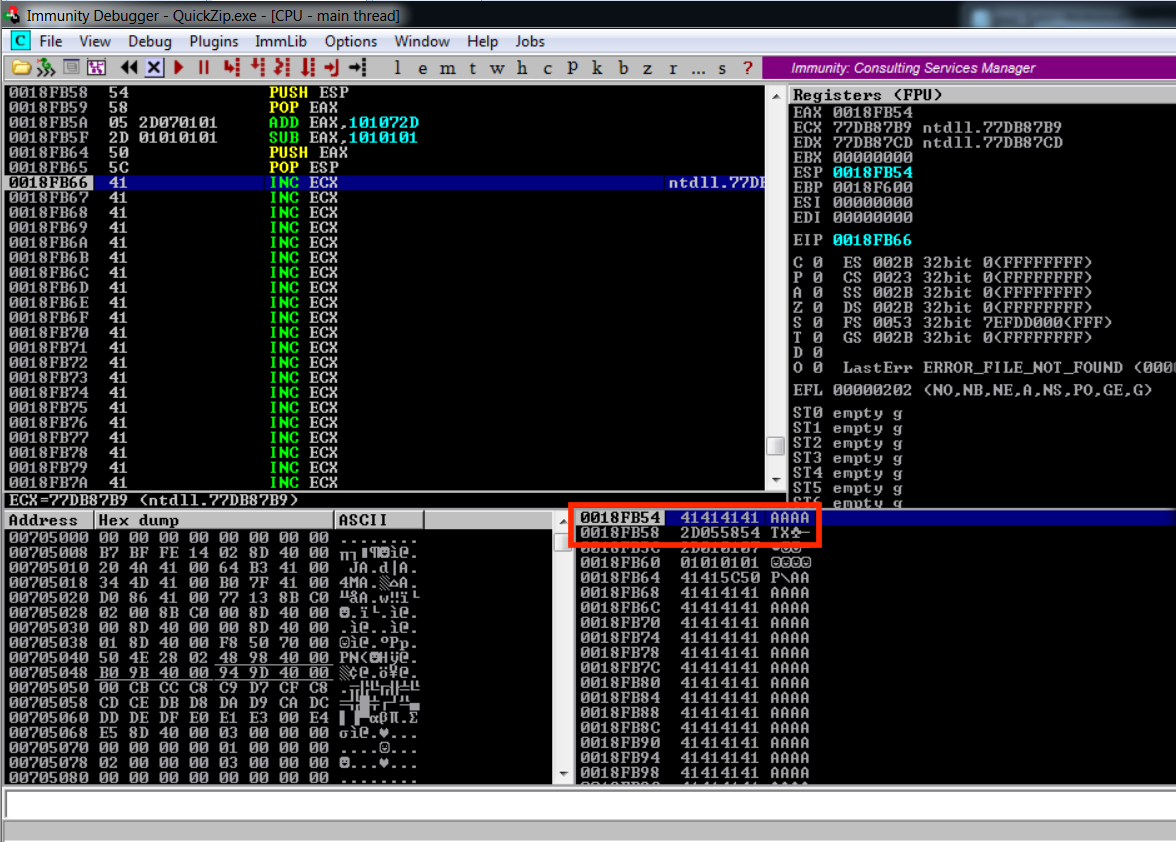 Immunity Debugger - QuickZip.exe - [CPU - main thread]
C File View Debug Plugins ImmLib Options Window Help Jobs
l e m t w h c P k b z r ... s ? Immunity: Consulting Services Manager
0018FB58 54 PUSH ESP
0018FB59 58 POP EAX
0018FB5A 05 2D070101 ADD EAX,101072D
0018FB5F 2D 01010101 SUB EAX,1010101
0018FB64 50 PUSH EAX
0018FB65 5C POP ESP
0018FB66 41 INC ECX ntdll.77DB
0018FB67 41 INC ECX
0018FB68 41 INC ECX
0018FB69 41 INC ECX
0018FB6A 41 INC ECX
0018FB6B 41 INC ECX
0018FB6C 41 INC ECX
0018FB6D 41 INC ECX
0018FB6E 41 INC ECX
0018FB6F 41 INC ECX
0018FB70 41 INC ECX
0018FB71 41 INC ECX
0018FB72 41 INC ECX
0018FB73 41 INC ECX
0018FB74 41 INC ECX
0018FB75 41 INC ECX
0018FB76 41 INC ECX
0018FB77 41 INC ECX
0018FB78 41 INC ECX
0018FB79 41 INC ECX
0018FB7A 41 INC ECX
ECX=77DB87B9 (ntdll.77DB87B9)
Registers (FPU)
EAX 0018FB54
ECX 77DB87B9 ntdll.77DB87B9
EDX 77DB87CD ntdll.77DB87CD
EBX 00000000
ESP 0018FB54
EBP 0018F600
ESI 00000000
EDI 00000000
EIP 0018FB66
C 0 ES 002B 32bit 0(FFFFFFFF)
P 0 CS 0023 32bit 0(FFFFFFFF)
A 0 SS 002B 32bit 0(FFFFFFFF)
Z 0 DS 002B 32bit 0(FFFFFFFF)
S 0 FS 0053 32bit 7EFDD000(FFF)
T 0 GS 002B 32bit 0(FFFFFFFF)
D 0
O 0 LastErr ERROR_FILE_NOT_FOUND (000
EFL 00000202 (NO,NB,NE,A,NS,PO,GE,G)
ST0 empty g
ST1 empty g
ST2 empty g
ST3 empty g
ST4 empty g
ST5 empty g
ST6 empty g
Address Hex dump ASCII
00705000 00 00 00 00 00 00 00 00 ........
00705008 B7 BF FE 14 02 8D 40 00
00705010 20 4A 41 00 64 B3 41 00 JA.d|A.
00705018 34 4D 41 00 B0 7F 41 00 4MA.░⌂A.
00705020 D0 86 41 00 77 13 8B C0
00705028 02 00 8B C0 00 8D 40 00 ☻.ï└.ì@.
00705030 00 8D 40 00 00 8D 40 00 .ì@..ì@.
00705038 01 8D 40 00 F8 50 70 00 ☺ì@.°Pp.
00705040 50 4E 28 02 48 98 40 00 PN(☻Hÿ@.
00705048 B0 9B 40 00 94 9D 40 00 ░¢@.ö¥@.
00705050 00 CB CC C8 C9 D7 CF C8
00705058 CD CE DB D8 DA D9 CA DC
00705060 DD DE DF E0 E1 E3 00 E4
00705068 E5 8D 40 00 03 00 00 00 σì@.♥...
00705070 00 00 00 00 01 00 00 00 ....☺...
00705078 02 00 00 00 03 00 00 00 ☻...♥...
00705080 00 00 00 00 00 00 00 00 ........
0018FB54 41414141 AAAA
0018FB58 2D055854 TX♣-
0018FB5C 2D010107
0018FB60 01010101 ☺☺☺☺
0018FB64 41415C50 P\AA
0018FB68 41414141 AAAA
0018FB6C 41414141 AAAA
0018FB70 41414141 AAAA
0018FB74 41414141 AAAA
0018FB78 41414141 AAAA
0018FB7C 41414141 AAAA
0018FB80 41414141 AAAA
0018FB84 41414141 AAAA
0018FB88 41414141 AAAA
0018FB8C 41414141 AAAA
0018FB90 41414141 AAAA
0018FB94 41414141 AAAA
0018FB98 41414141 AAAA